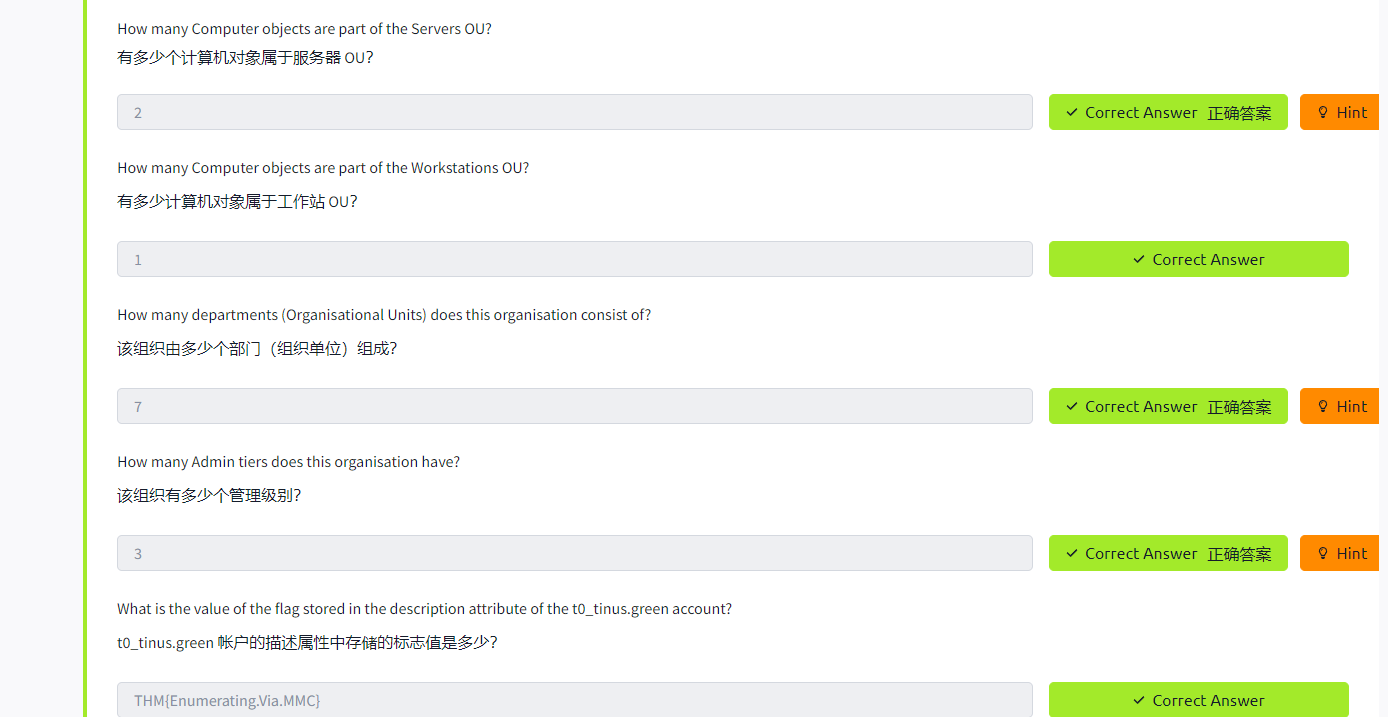 How many Computer objects are part of the Servers OU?
有多少个计算机对象属于服务器 OU？
2
Correct Answer 正确答案
Hint
How many Computer objects are part of the Workstations OU?
有多少计算机对象属于工作站 OU？
1
Correct Answer
How many departments (Organisational Units) does this organisation consist of?
该组织由多少个部门（组织单位）组成？
7
Correct Answer 正确答案
Hint
How many Admin tiers does this organisation have?
该组织有多少个管理级别？
3
Correct Answer 正确答案
Hint
What is the value of the flag stored in the description attribute of the t0_tinus.green account?
t0_tinus.green 帐户的描述属性中存储的标志值是多少？
THM{Enumerating.Via.MMC}
Correct Answer